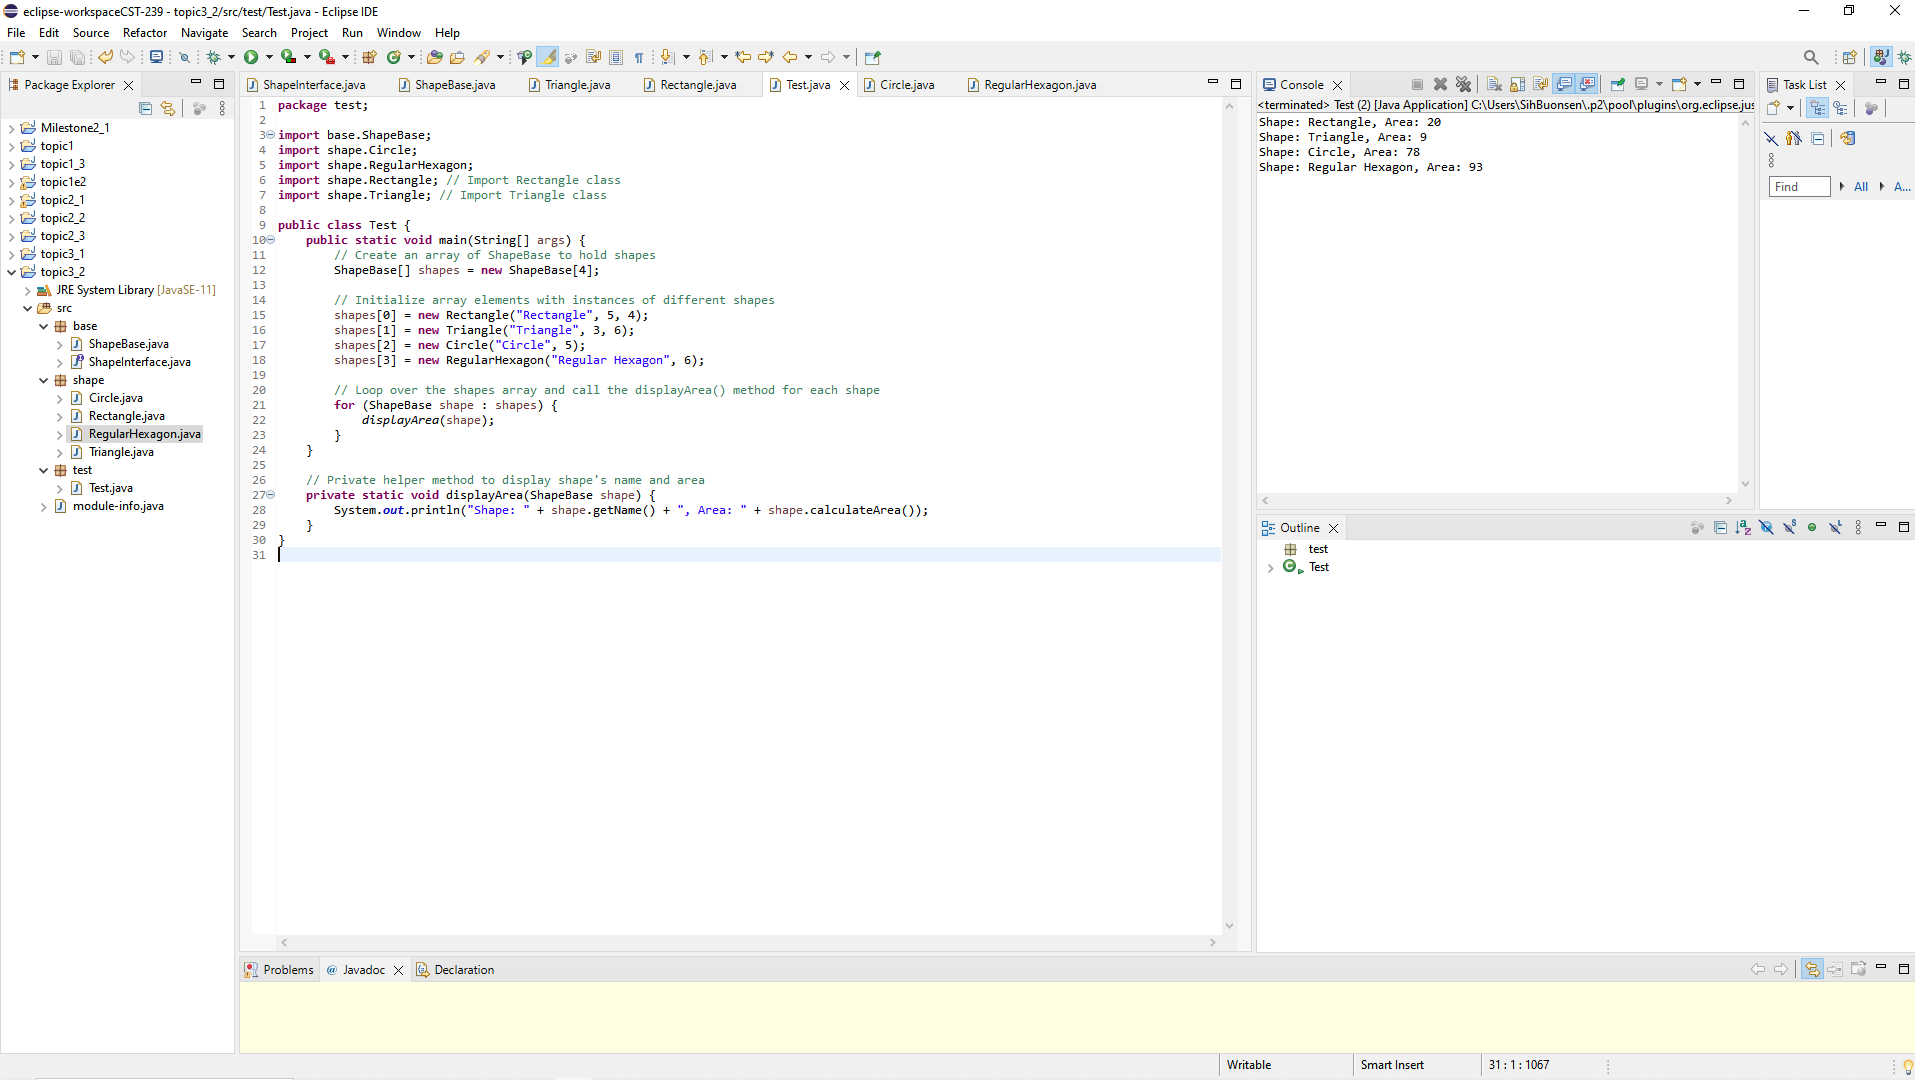 eclipse-workspaceCST-239 - topic3_2/src/test/Test.java - Eclipse IDE
File Edit Source Refactor Navigate Search Project Run Window Help
Package Explorer
Milestone2_1
topic1
topic1_3
topic1e2
topic2_1
topic2_2
topic2_3
topic3_1
topic3_2
JRE System Library [JavaSE-11]
src
base
ShapeBase.java
ShapeInterface.java
shape
Circle.java
Rectangle.java
RegularHexagon.java
Triangle.java
test
Test.java
module-info.java
ShapeInterface.java ShapeBase.java Triangle.java Rectangle.java Test.java Circle.java RegularHexagon.java
1 package test;
2
3 import base.ShapeBase;
4 import shape.Circle;
5 import shape.RegularHexagon;
6 import shape.Rectangle; // Import Rectangle class
7 import shape.Triangle; // Import Triangle class
8
9 public class Test {
10     public static void main(String[] args) {
11         // Create an array of ShapeBase to hold shapes
12         ShapeBase[] shapes = new ShapeBase[4];
13
14         // Initialize array elements with instances of different shapes
15         shapes[0] = new Rectangle("Rectangle", 5, 4);
16         shapes[1] = new Triangle("Triangle", 3, 6);
17         shapes[2] = new Circle("Circle", 5);
18         shapes[3] = new RegularHexagon("Regular Hexagon", 6);
19
20         // Loop over the shapes array and call the displayArea() method for each shape
21         for (ShapeBase shape : shapes) {
22             displayArea(shape);
23         }
24     }
25
26     // Private helper method to display shape's name and area
27     private static void displayArea(ShapeBase shape) {
28         System.out.println("Shape: " + shape.getName() + ", Area: " + shape.calculateArea());
29     }
30 }
31
Console
<terminated> Test (2) [Java Application] C:\Users\SihBuonsen\.p2\pool\plugins\org.eclipse.jus
Shape: Rectangle, Area: 20
Shape: Triangle, Area: 9
Shape: Circle, Area: 78
Shape: Regular Hexagon, Area: 93
Task List
Find All A...
Outline
test
Test
Problems Javadoc Declaration
Writable Smart Insert 31 : 1 : 1067